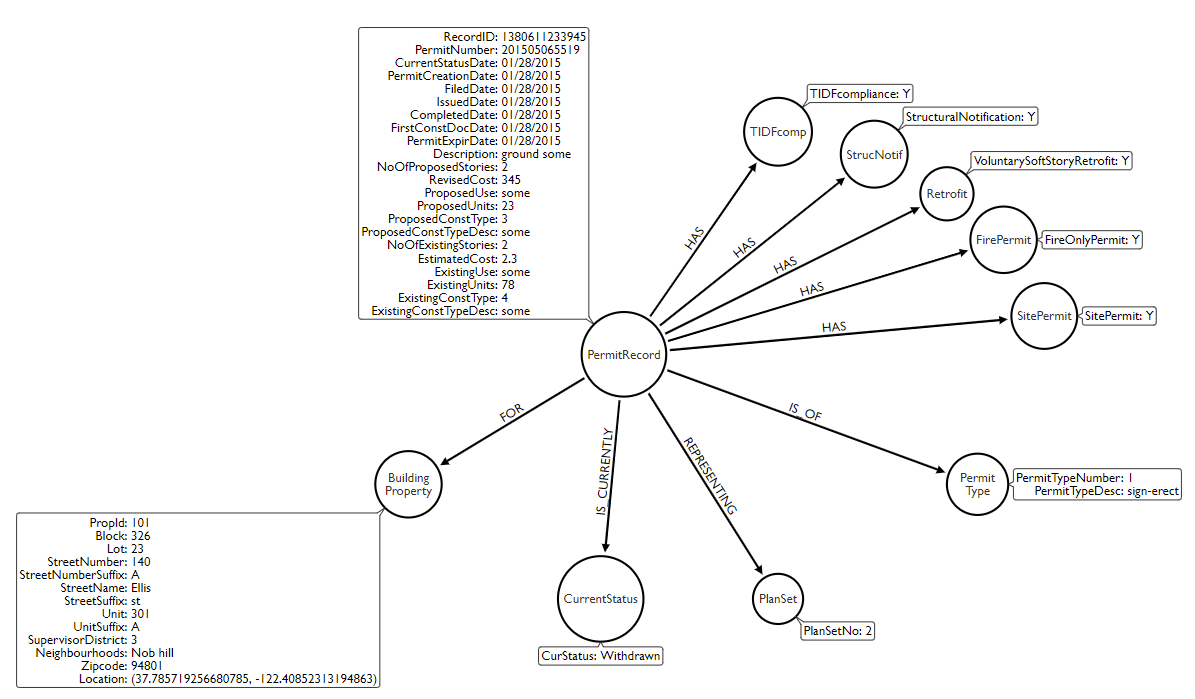 RecordID: 1380611233945
PermitNumber: 201505065519
CurrentStatusDate: 01/28/2015
PermitCreationDate: 01/28/2015
FiledDate: 01/28/2015
IssuedDate: 01/28/2015
CompletedDate: 01/28/2015
FirstConstDocDate: 01/28/2015
PermitExpirDate: 01/28/2015
Description: ground some
NoOfProposedStories: 2
RevisedCost: 345
ProposedUse: some
ProposedUnits: 23
ProposedConstType: 3
ProposedConstTypeDesc: some
NoOfExistingStories: 2
EstimatedCost: 2.3
ExistingUse: some
ExistingUnits: 78
ExistingConstType: 4
ExistingConstTypeDesc: some
TIDFcompliance: Y
TIDFcomp
StructuralNotification: Y
StrucNotif
VoluntarySoftStoryRetrofit: Y
Retrofit
FirePermit
FireOnlyPermit: Y
SitePermit
SitePermit: Y
HAS
HAS
HAS
HAS
HAS
PermitRecord
FOR
IS_CURRENTLY
REPRESENTING
IS_OF
Building
Property
Permit
Type
PermitTypeNumber: 1
PermitTypeDesc: sign-erect
PropId: 101
Block: 326
Lot: 23
StreetNumber: 140
StreetNumberSuffix: A
StreetName: Ellis
StreetSuffix: st
Unit: 301
UnitSuffix: A
SupervisorDistrict: 3
Neighbourhoods: Nob hill
Zipcode: 94801
Location: (37.785719256680785, -122.40852313194863)
CurrentStatus
CurStatus: Withdrawn
PlanSet
PlanSetNo: 2